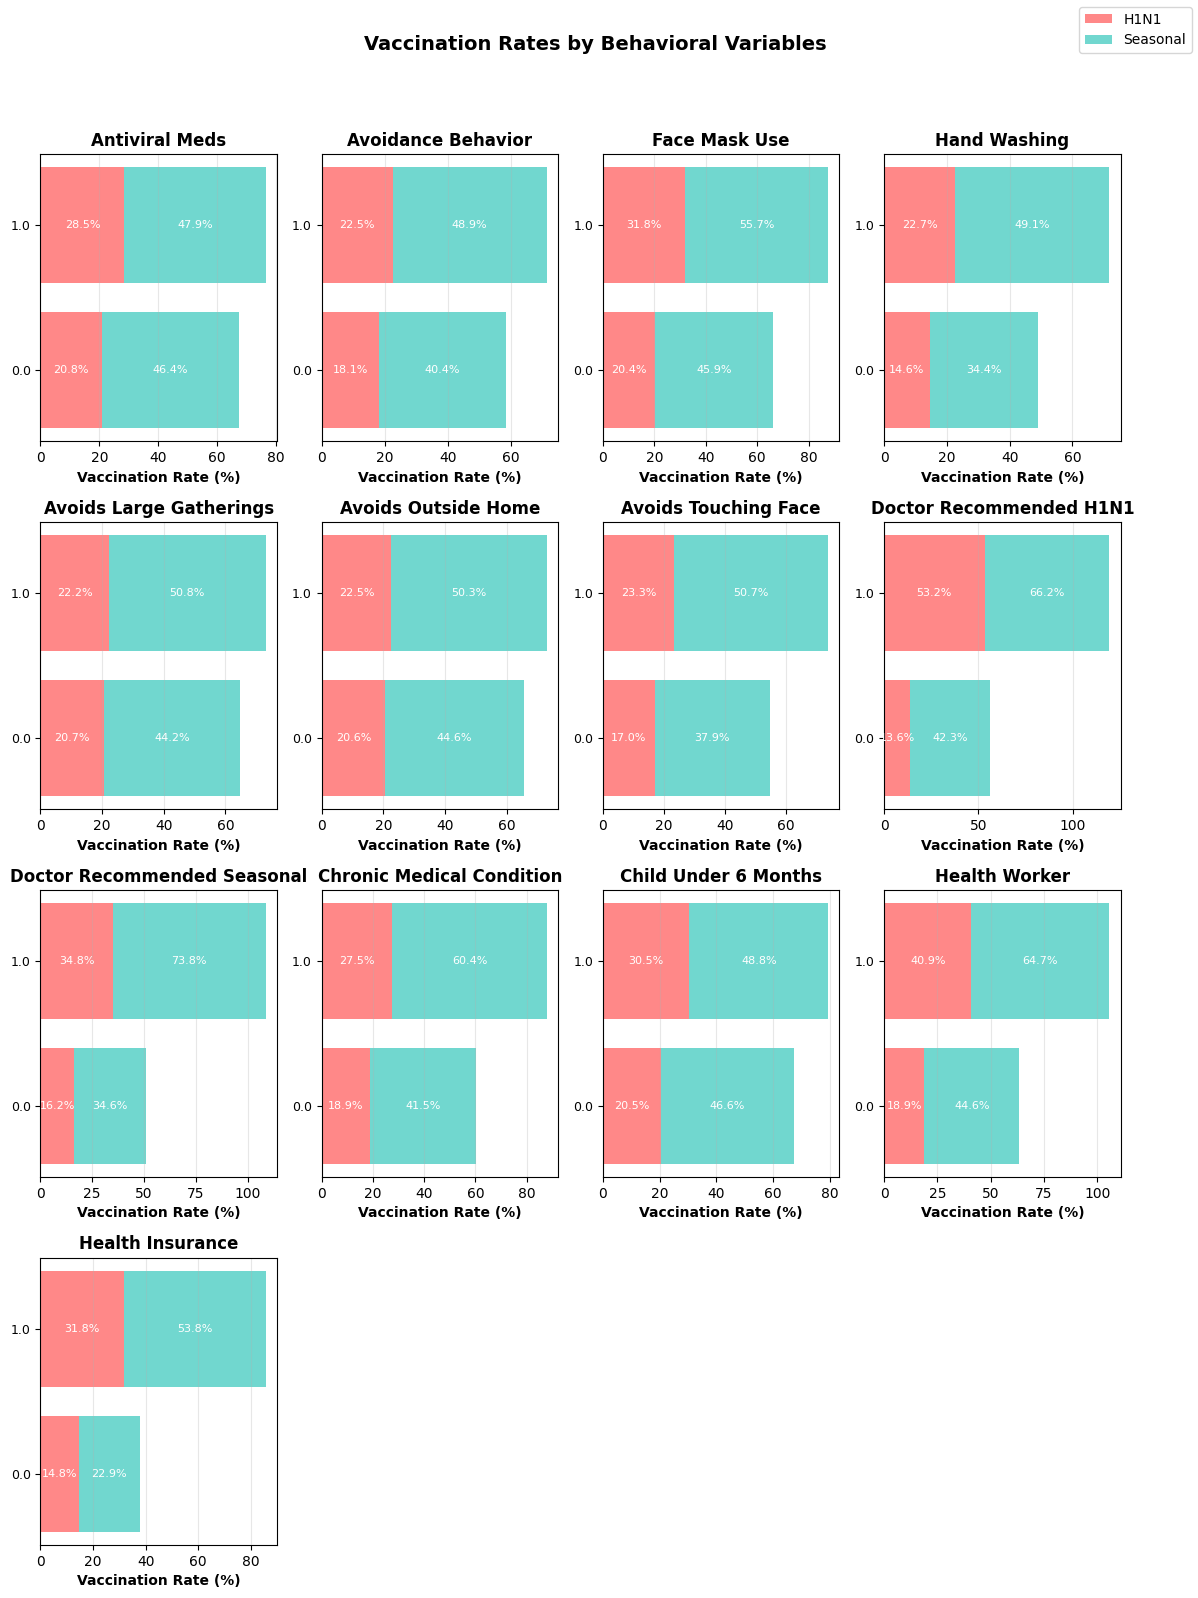 H1N1
Seasonal
Vaccination Rates by Behavioral Variables
Antiviral Meds
1.0
28.5%
47.9%
0.0
20.8%
46.4%
0 20 40 60 80
Vaccination Rate (%)
Avoidance Behavior
1.0
22.5%
48.9%
0.0
18.1%
40.4%
0 20 40 60
Vaccination Rate (%)
Face Mask Use
1.0
31.8%
55.7%
0.0
20.4%
45.9%
0 20 40 60 80
Vaccination Rate (%)
Hand Washing
1.0
22.7%
49.1%
0.0
14.6%
34.4%
0 20 40 60
Vaccination Rate (%)
Avoids Large Gatherings
1.0
22.2%
50.8%
0.0
20.7%
44.2%
0 20 40 60
Vaccination Rate (%)
Avoids Outside Home
1.0
22.5%
50.3%
0.0
20.6%
44.6%
0 20 40 60
Vaccination Rate (%)
Avoids Touching Face
1.0
23.3%
50.7%
0.0
17.0%
37.9%
0 20 40 60
Vaccination Rate (%)
Doctor Recommended H1N1
1.0
53.2%
66.2%
0.0
13.6%
42.3%
0 50 100
Vaccination Rate (%)
Doctor Recommended Seasonal
1.0
34.8%
73.8%
0.0
16.2%
34.6%
0 25 50 75 100
Vaccination Rate (%)
Chronic Medical Condition
1.0
27.5%
60.4%
0.0
18.9%
41.5%
0 20 40 60 80
Vaccination Rate (%)
Child Under 6 Months
1.0
30.5%
48.8%
0.0
20.5%
46.6%
0 20 40 60 80
Vaccination Rate (%)
Health Worker
1.0
40.9%
64.7%
0.0
18.9%
44.6%
0 25 50 75 100
Vaccination Rate (%)
Health Insurance
1.0
31.8%
53.8%
0.0
14.8%
22.9%
0 20 40 60 80
Vaccination Rate (%)